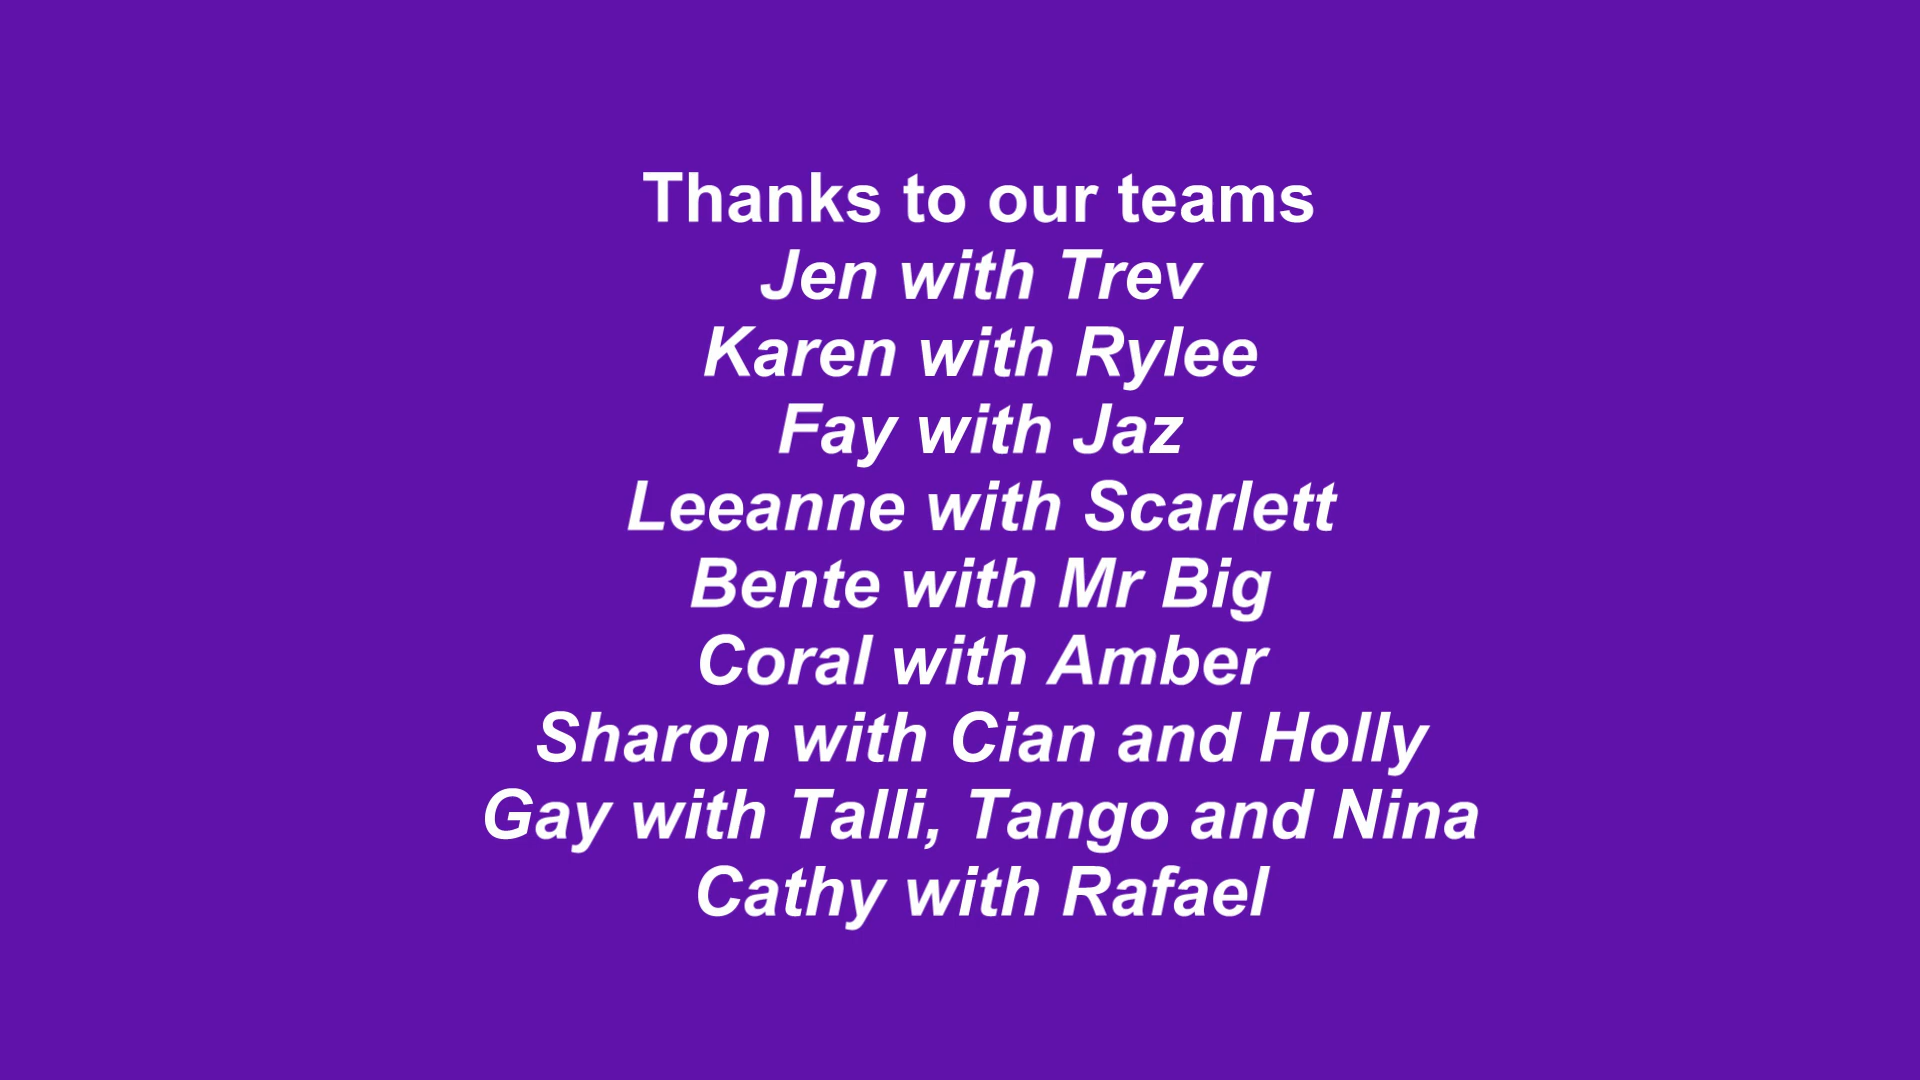 Thanks to our teams
Jen with Trev
Karen with Rylee
Fay with Jaz
Leeanne with Scarlett
Bente with Mr Big
Coral with Amber
Sharon with Cian and Holly
Gay with Talli, Tango and Nina
Cathy with Rafael